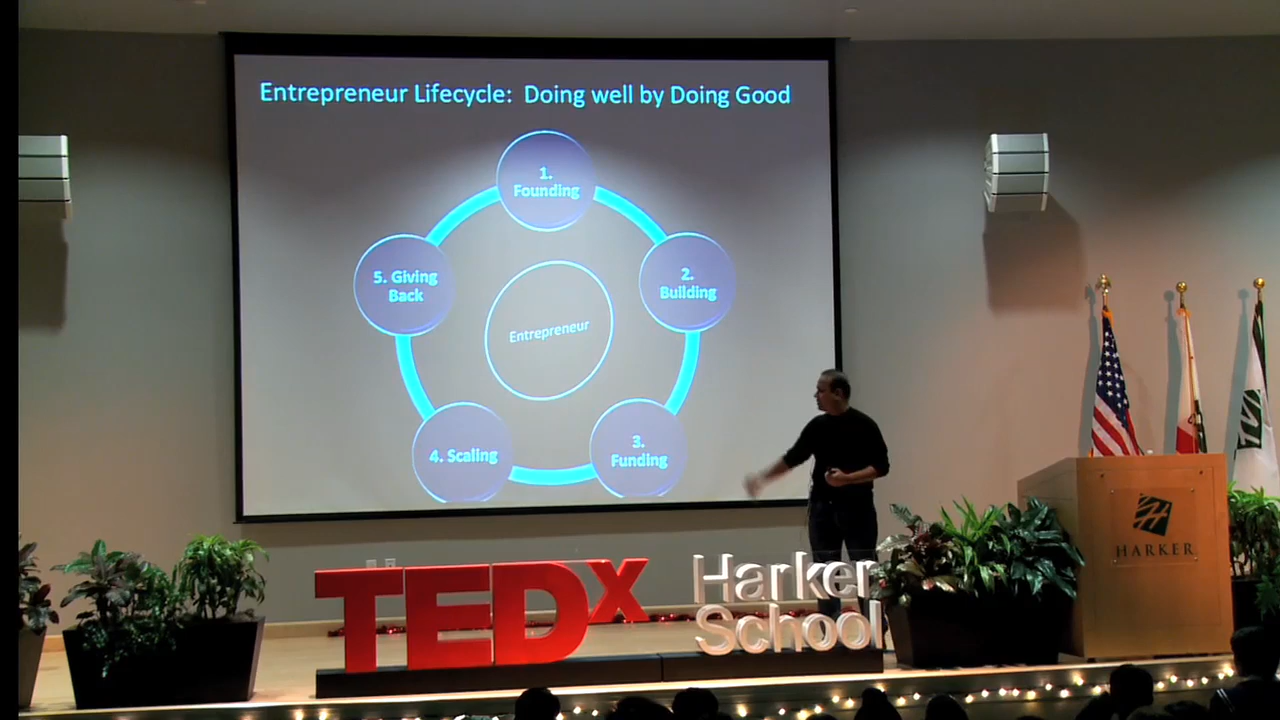 Entrepreneur Lifecycle: Doing well by Doing Good
1.
Founding
2.
Building
3.
Funding
4. Scaling
5. Giving
Back
Entrepreneur
TEDx
Harker
School
HARKER